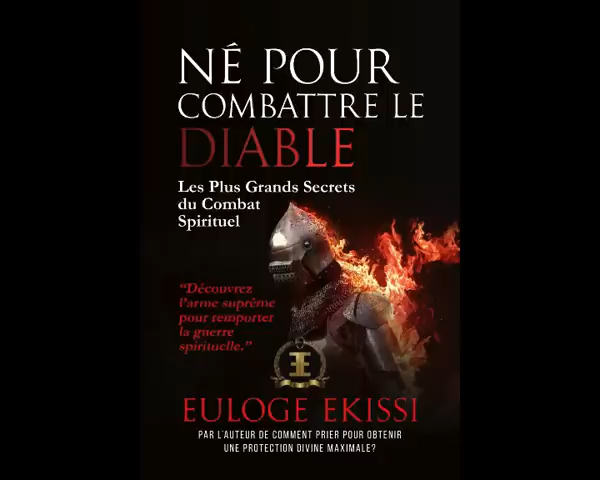 NÉ POUR
COMBATTRE LE
DIABLE
Les Plus Grands Secrets
du Combat
Spirituel
“Découvrez
l’arme suprême
pour remporter
la guerre
spirituelle.”
EE
EULOGE EKISSI
PAR L'AUTEUR DE COMMENT PRIER POUR OBTENIR
UNE PROTECTION DIVINE MAXIMALE?